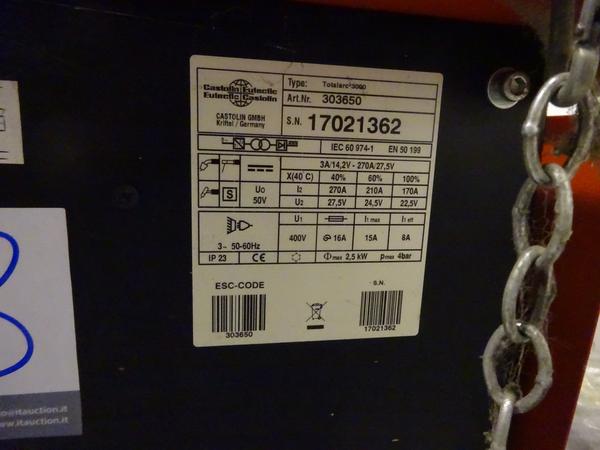 Castolin Eutectic
Eutectic Castolin
CASTOLIN GMBH
Kriftel / Germany
Type: Totalarc² 3000
Art.Nr. 303650
S.N. 17021362
IEC 60 974-1 EN 50 199
3A/14,2V - 270A/27,5V
X(40°C) 40% 60% 100%
S U0 50V
I2 270A 210A 170A
U2 27,5V 24,5V 22,5V
3~ 50-60Hz
U1 I1 max I1 eff
400V 16A 15A 8A
IP 23 CE Φmax 2,5 kW pmax 4bar
ESC-CODE
303650
S.N.
17021362
@itauction.it
www.itauction.it